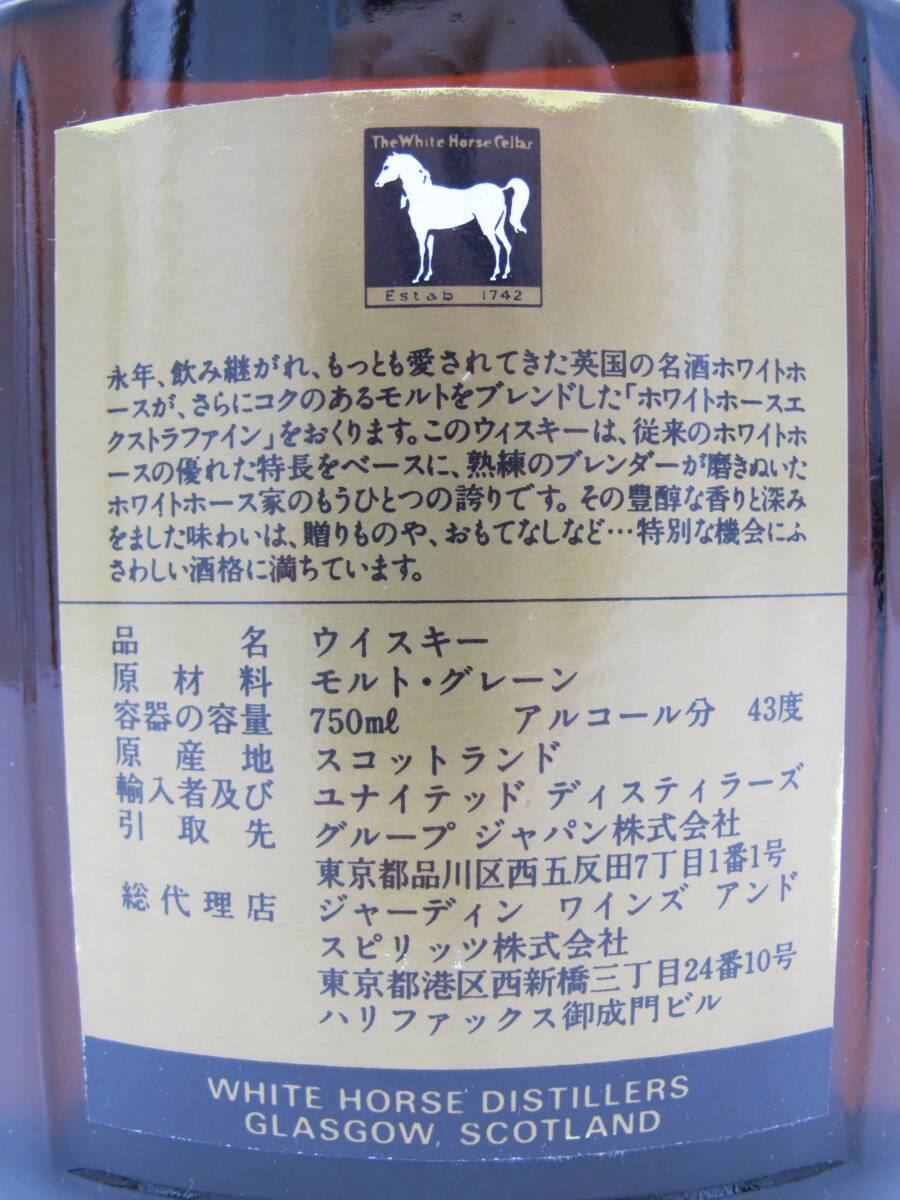 The White Horse Cellar
Estab 1742
永年、飲み継がれ、もっとも愛されてきた英国の名酒ホワイトホ
ースが、さらにコクのあるモルトをブレンドした「ホワイトホースエ
クストラファイン」をおくります。このウィスキーは、従来のホワイトホ
ースの優れた特長をベースに、熟練のブレンダーが磨きぬいた
ホワイトホース家のもうひとつの誇りです。その豊醇な香りと深み
をました味わいは、贈りものや、おもてなしなど…特別な機会にふ
さわしい酒格に満ちています。
品名 ウイスキー
原材料 モルト・グレーン
容器の容量 750mℓ アルコール分 43度
原産地 スコットランド
輸入者及び ユナイテッド ディスティラーズ
引取先 グループ ジャパン株式会社
東京都品川区西五反田7丁目1番1号
総代理店 ジャーディン ワインズ アンド
スピリッツ株式会社
東京都港区西新橋三丁目24番10号
ハリファックス御成門ビル
WHITE HORSE DISTILLERS
GLASGOW, SCOTLAND